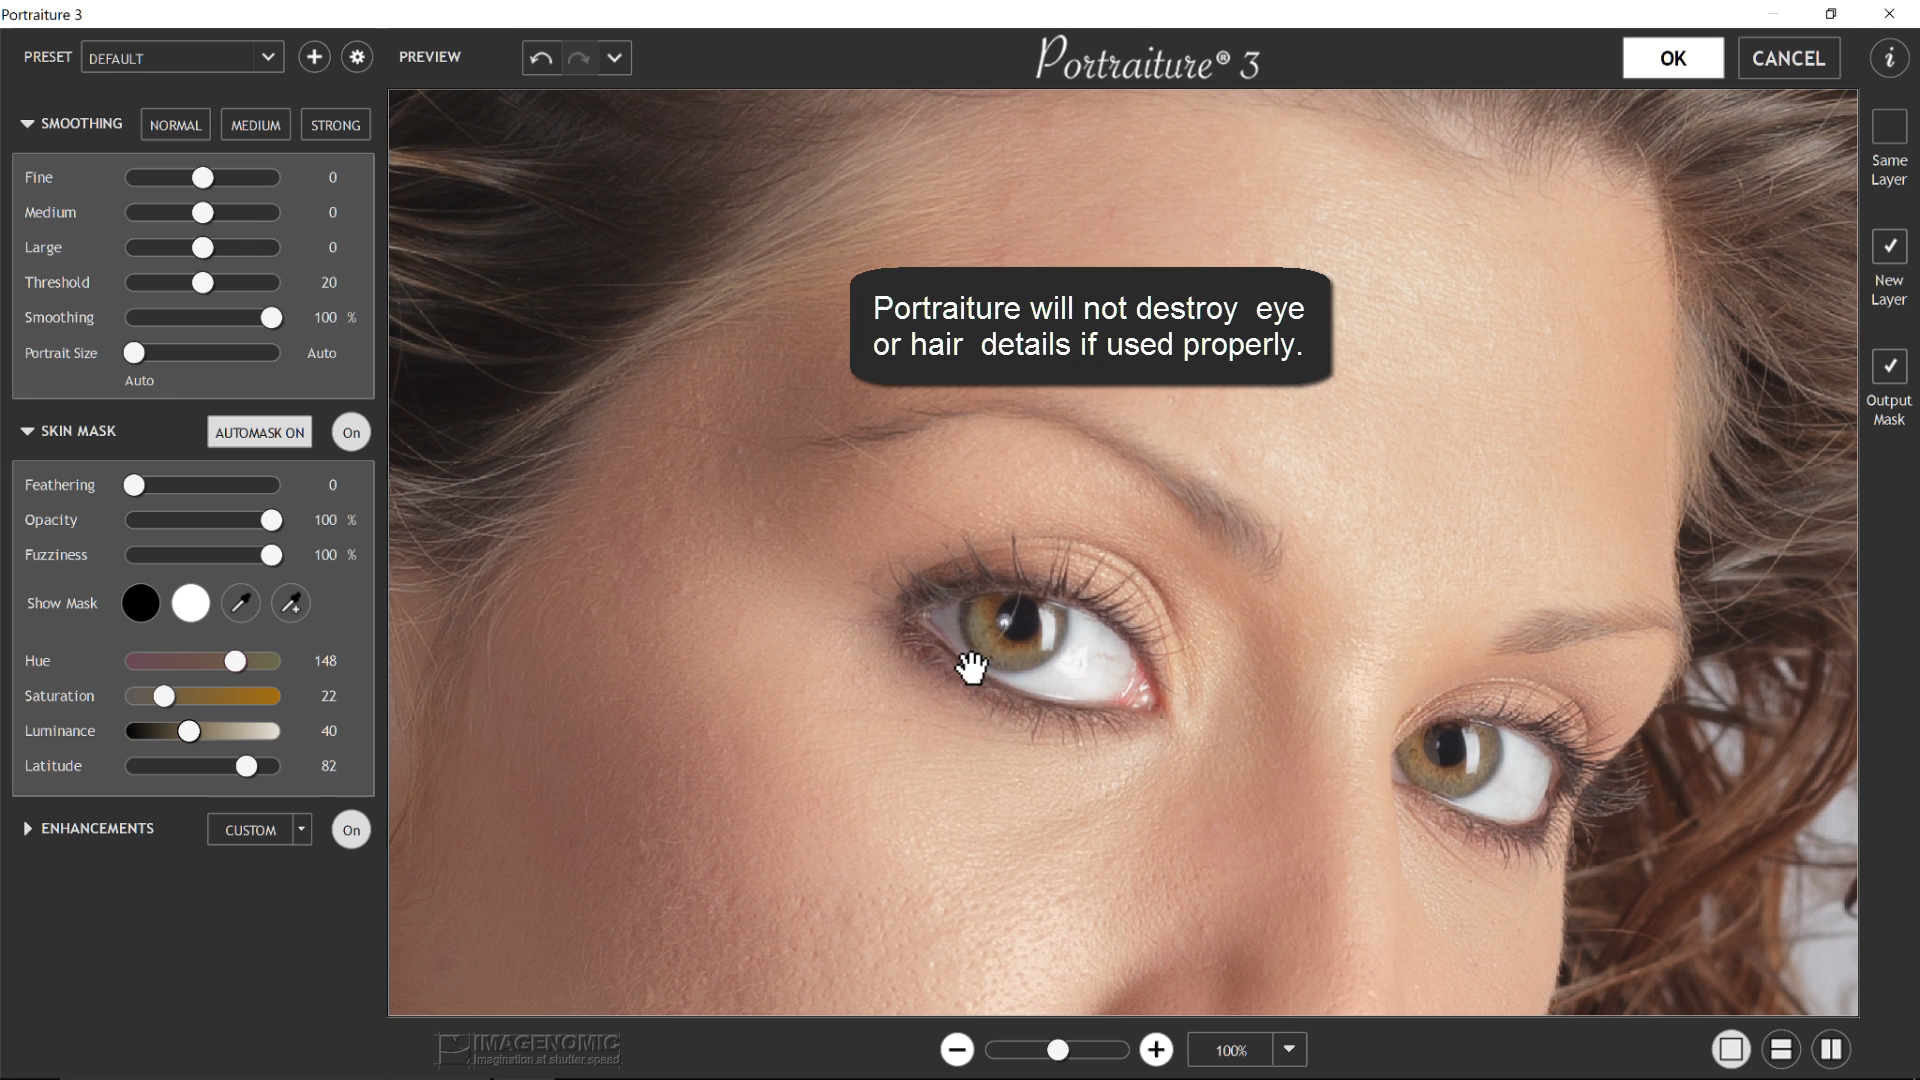 Portraiture 3
PRESET DEFAULT PREVIEW Portraiture® 3 OK CANCEL i
SMOOTHING NORMAL MEDIUM STRONG
Fine 0
Medium 0
Large 0
Threshold 20
Smoothing 100 %
Portrait Size Auto
Auto
SKIN MASK AUTOMASK ON On
Feathering 0
Opacity 100 %
Fuzziness 100 %
Show Mask
Hue 148
Saturation 22
Luminance 40
Latitude 82
ENHANCEMENTS CUSTOM On
Portraiture will not destroy eye
or hair details if used properly.
Same
Layer
New
Layer
Output
Mask
IMAGENOMIC
Imagination at shutter speed
100%